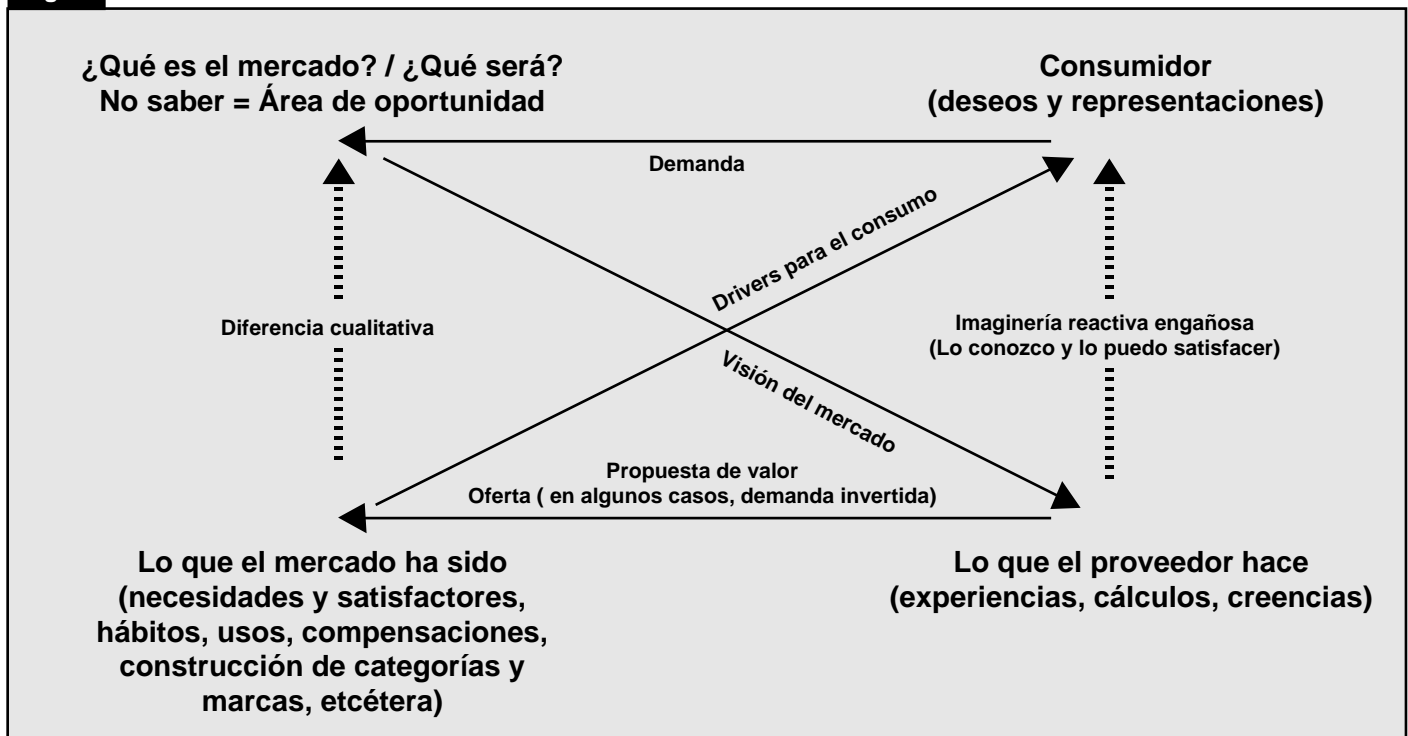 ¿Qué es el mercado? / ¿Qué será?
No saber = Área de oportunidad
Consumidor
(deseos y representaciones)
Demanda
Drivers para el consumo
Diferencia cualitativa
Imaginería reactiva engañosa
(Lo conozco y lo puedo satisfacer)
Visión del mercado
Propuesta de valor
Oferta ( en algunos casos, demanda invertida)
Lo que el mercado ha sido
(necesidades y satisfactores,
hábitos, usos, compensaciones,
construcción de categorías y
marcas, etcétera)
Lo que el proveedor hace
(experiencias, cálculos, creencias)